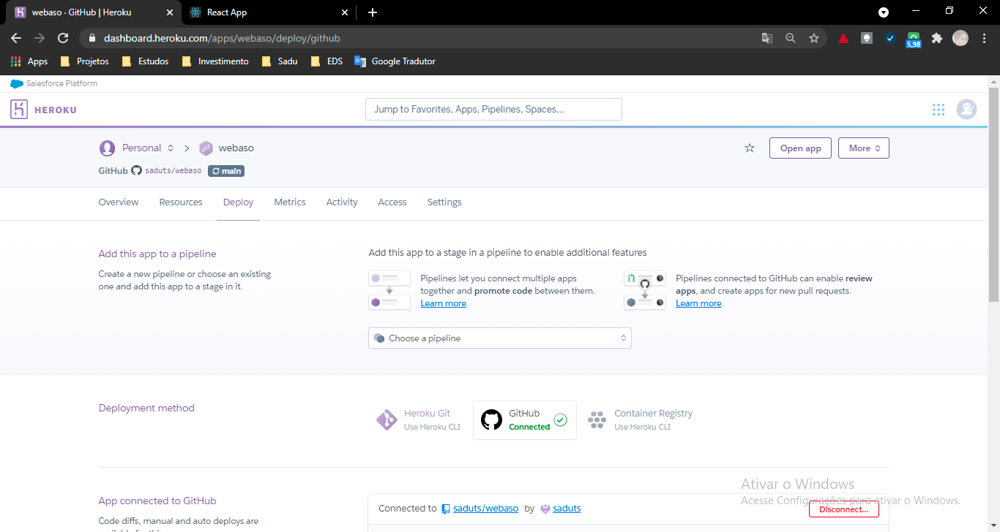 webaso · GitHub | Heroku
React App
dashboard.heroku.com/apps/webaso/deploy/github
5,98
Apps
Projetos
Estudos
Investimento
Sadu
EDS
Google Tradutor
Salesforce Platform
HEROKU
Jump to Favorites, Apps, Pipelines, Spaces...
Personal
webaso
Open app
More
GitHub saduts/webaso main
Overview
Resources
Deploy
Metrics
Activity
Access
Settings
Add this app to a pipeline
Create a new pipeline or choose an existing
one and add this app to a stage in it.
Add this app to a stage in a pipeline to enable additional features
Pipelines let you connect multiple apps
together and promote code between them.
Learn more.
Pipelines connected to GitHub can enable review
apps, and create apps for new pull requests.
Learn more.
Choose a pipeline
Deployment method
Heroku Git
Use Heroku CLI
GitHub
Connected
Container Registry
Use Heroku CLI
App connected to GitHub
Code diffs, manual and auto deploys are
Connected to saduts/webaso by saduts
Disconnect...
Ativar o Windows
Acesse Configurações para ativar o Windows.